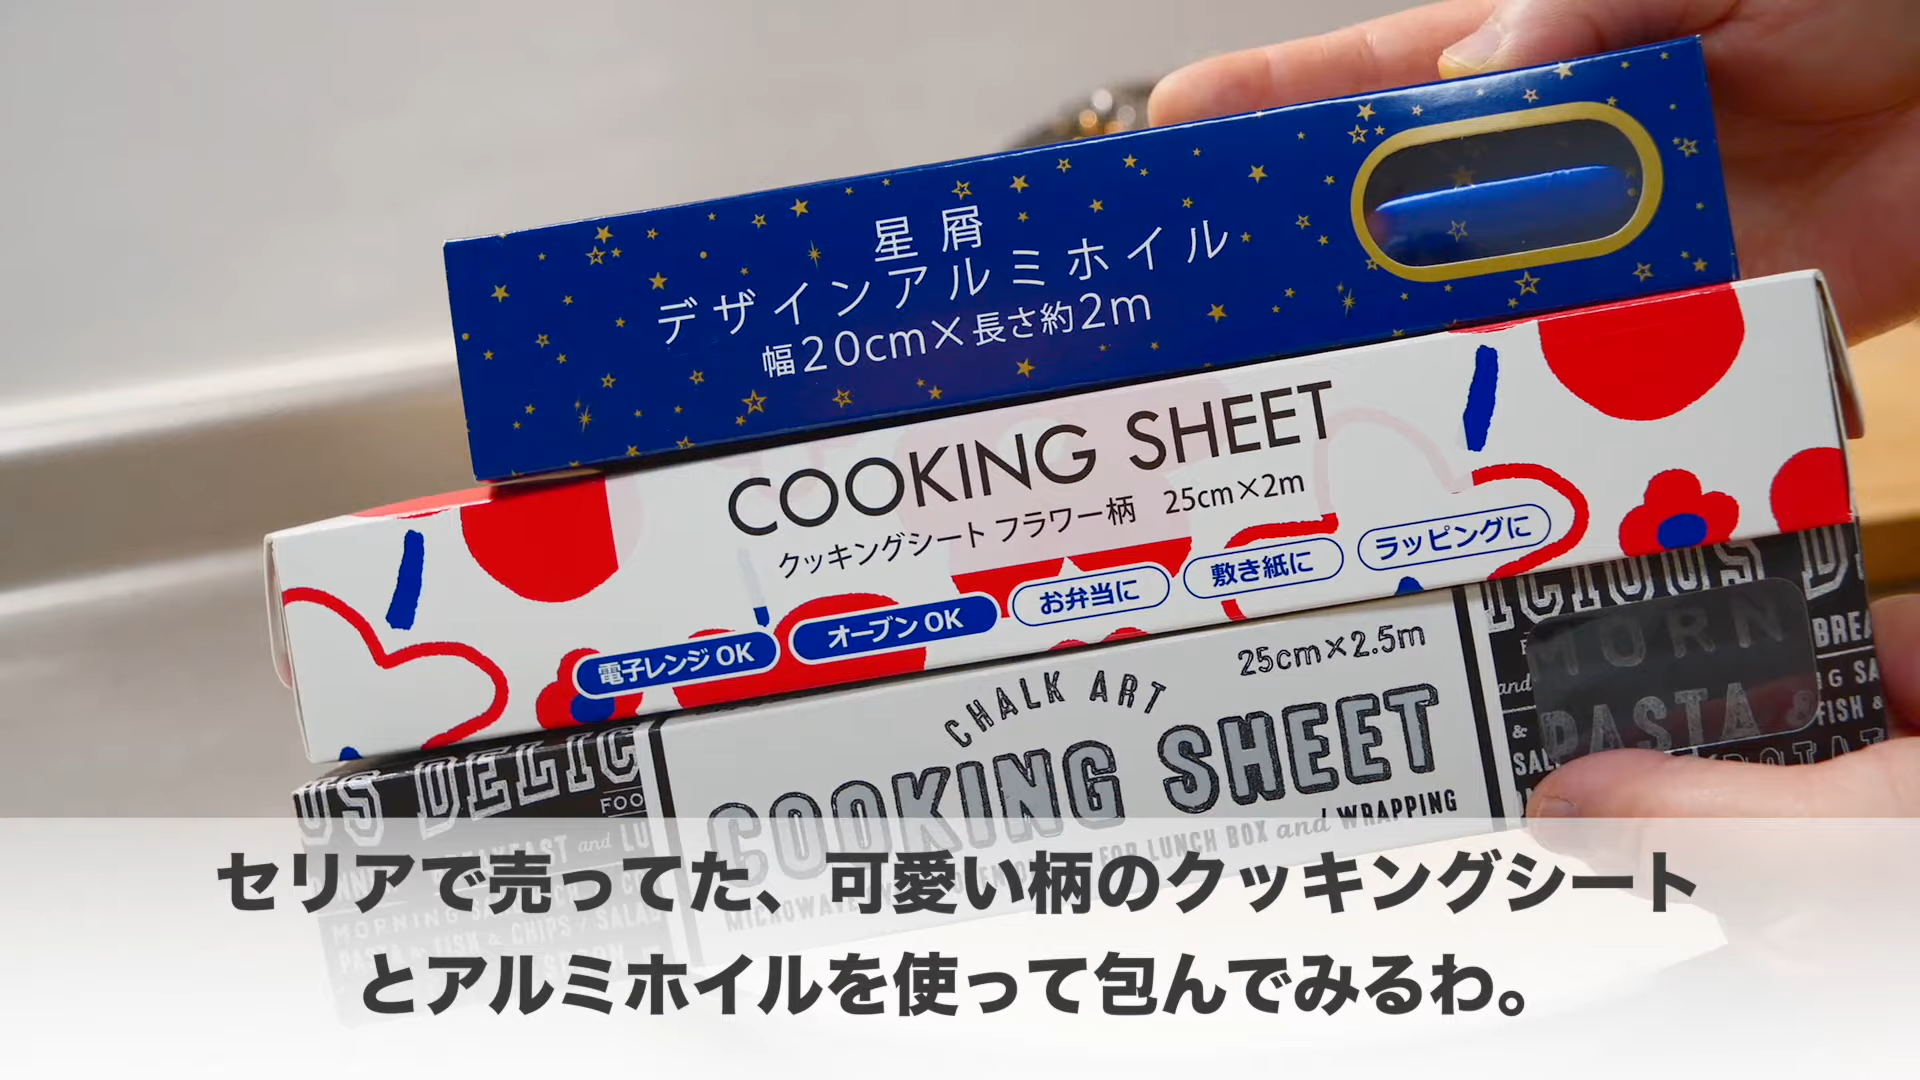 星屑
デザインアルミホイル
幅20cm×長さ約2m
COOKING SHEET
クッキングシート フラワー柄 25cm×2m
電子レンジOK
オーブンOK
お弁当に
敷き紙に
ラッピングに
25cm×2.5m
CHALK ART
COOKING SHEET
FOR LUNCH BOX and WRAPPING
MORN
PASTA &
セリアで売ってた、可愛い柄のクッキングシート
とアルミホイルを使って包んでみるわ。